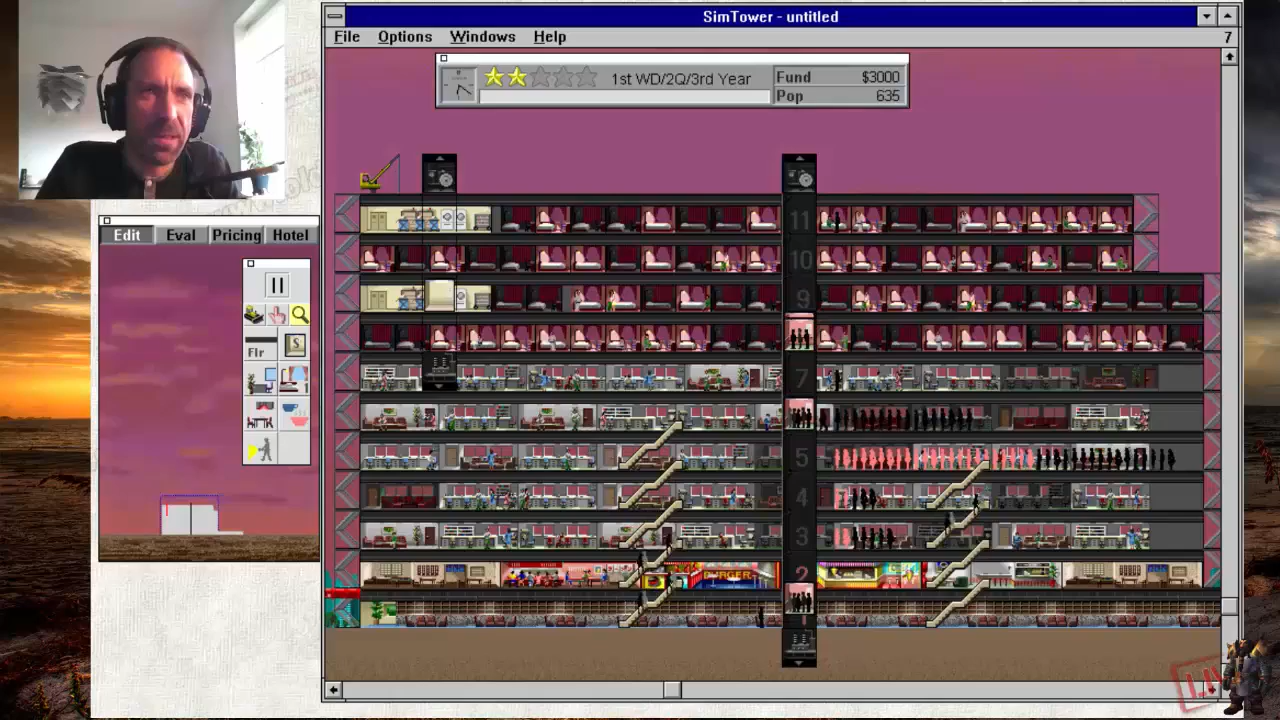 SimTower - untitled
File Options Windows Help 7
1st WD/2Q/3rd Year
Fund $3000
Pop 635
Edit Eval Pricing Hotel
Flr
11
10
9
7
5
4
3
2
BURGER
1